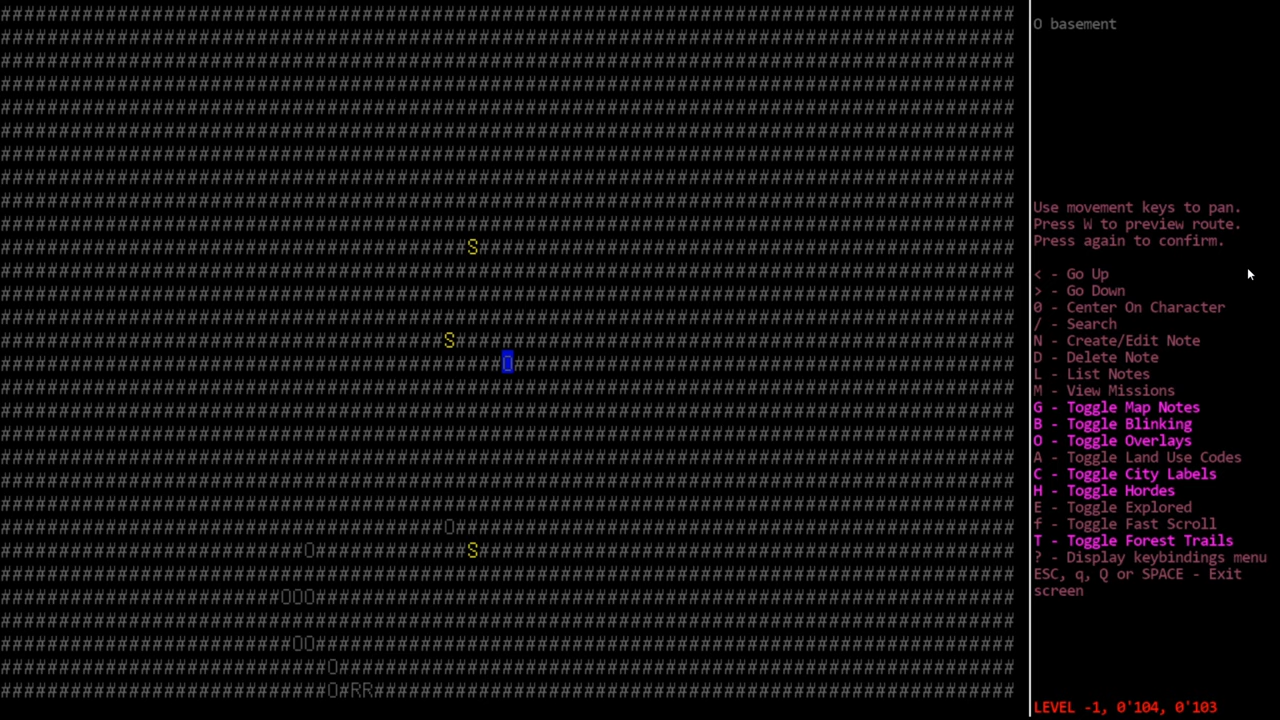 #######################################################################################
#######################################################################################
#######################################################################################
#######################################################################################
#######################################################################################
#######################################################################################
#######################################################################################
#######################################################################################
#######################################################################################
#######################################################################################
########################################S##############################################
#######################################################################################
#######################################################################################
#######################################################################################
######################################S################################################
###########################################O###########################################
#######################################################################################
#######################################################################################
#######################################################################################
#######################################################################################
#######################################################################################
#######################################################################################
######################################O################################################
##########################O#############S##############################################
#######################################################################################
########################OOO############################################################
#######################################################################################
#########################OO############################################################
############################O##########################################################
############################O#RR#######################################################
O basement
Use movement keys to pan.
Press W to preview route.
Press again to confirm.
< - Go Up
> - Go Down
0 - Center On Character
/ - Search
N - Create/Edit Note
D - Delete Note
L - List Notes
M - View Missions
G - Toggle Map Notes
B - Toggle Blinking
O - Toggle Overlays
A - Toggle Land Use Codes
C - Toggle City Labels
H - Toggle Hordes
E - Toggle Explored
f - Toggle Fast Scroll
T - Toggle Forest Trails
? - Display keybindings menu
ESC, q, Q or SPACE - Exit
screen
LEVEL -1, 0'104, 0'103